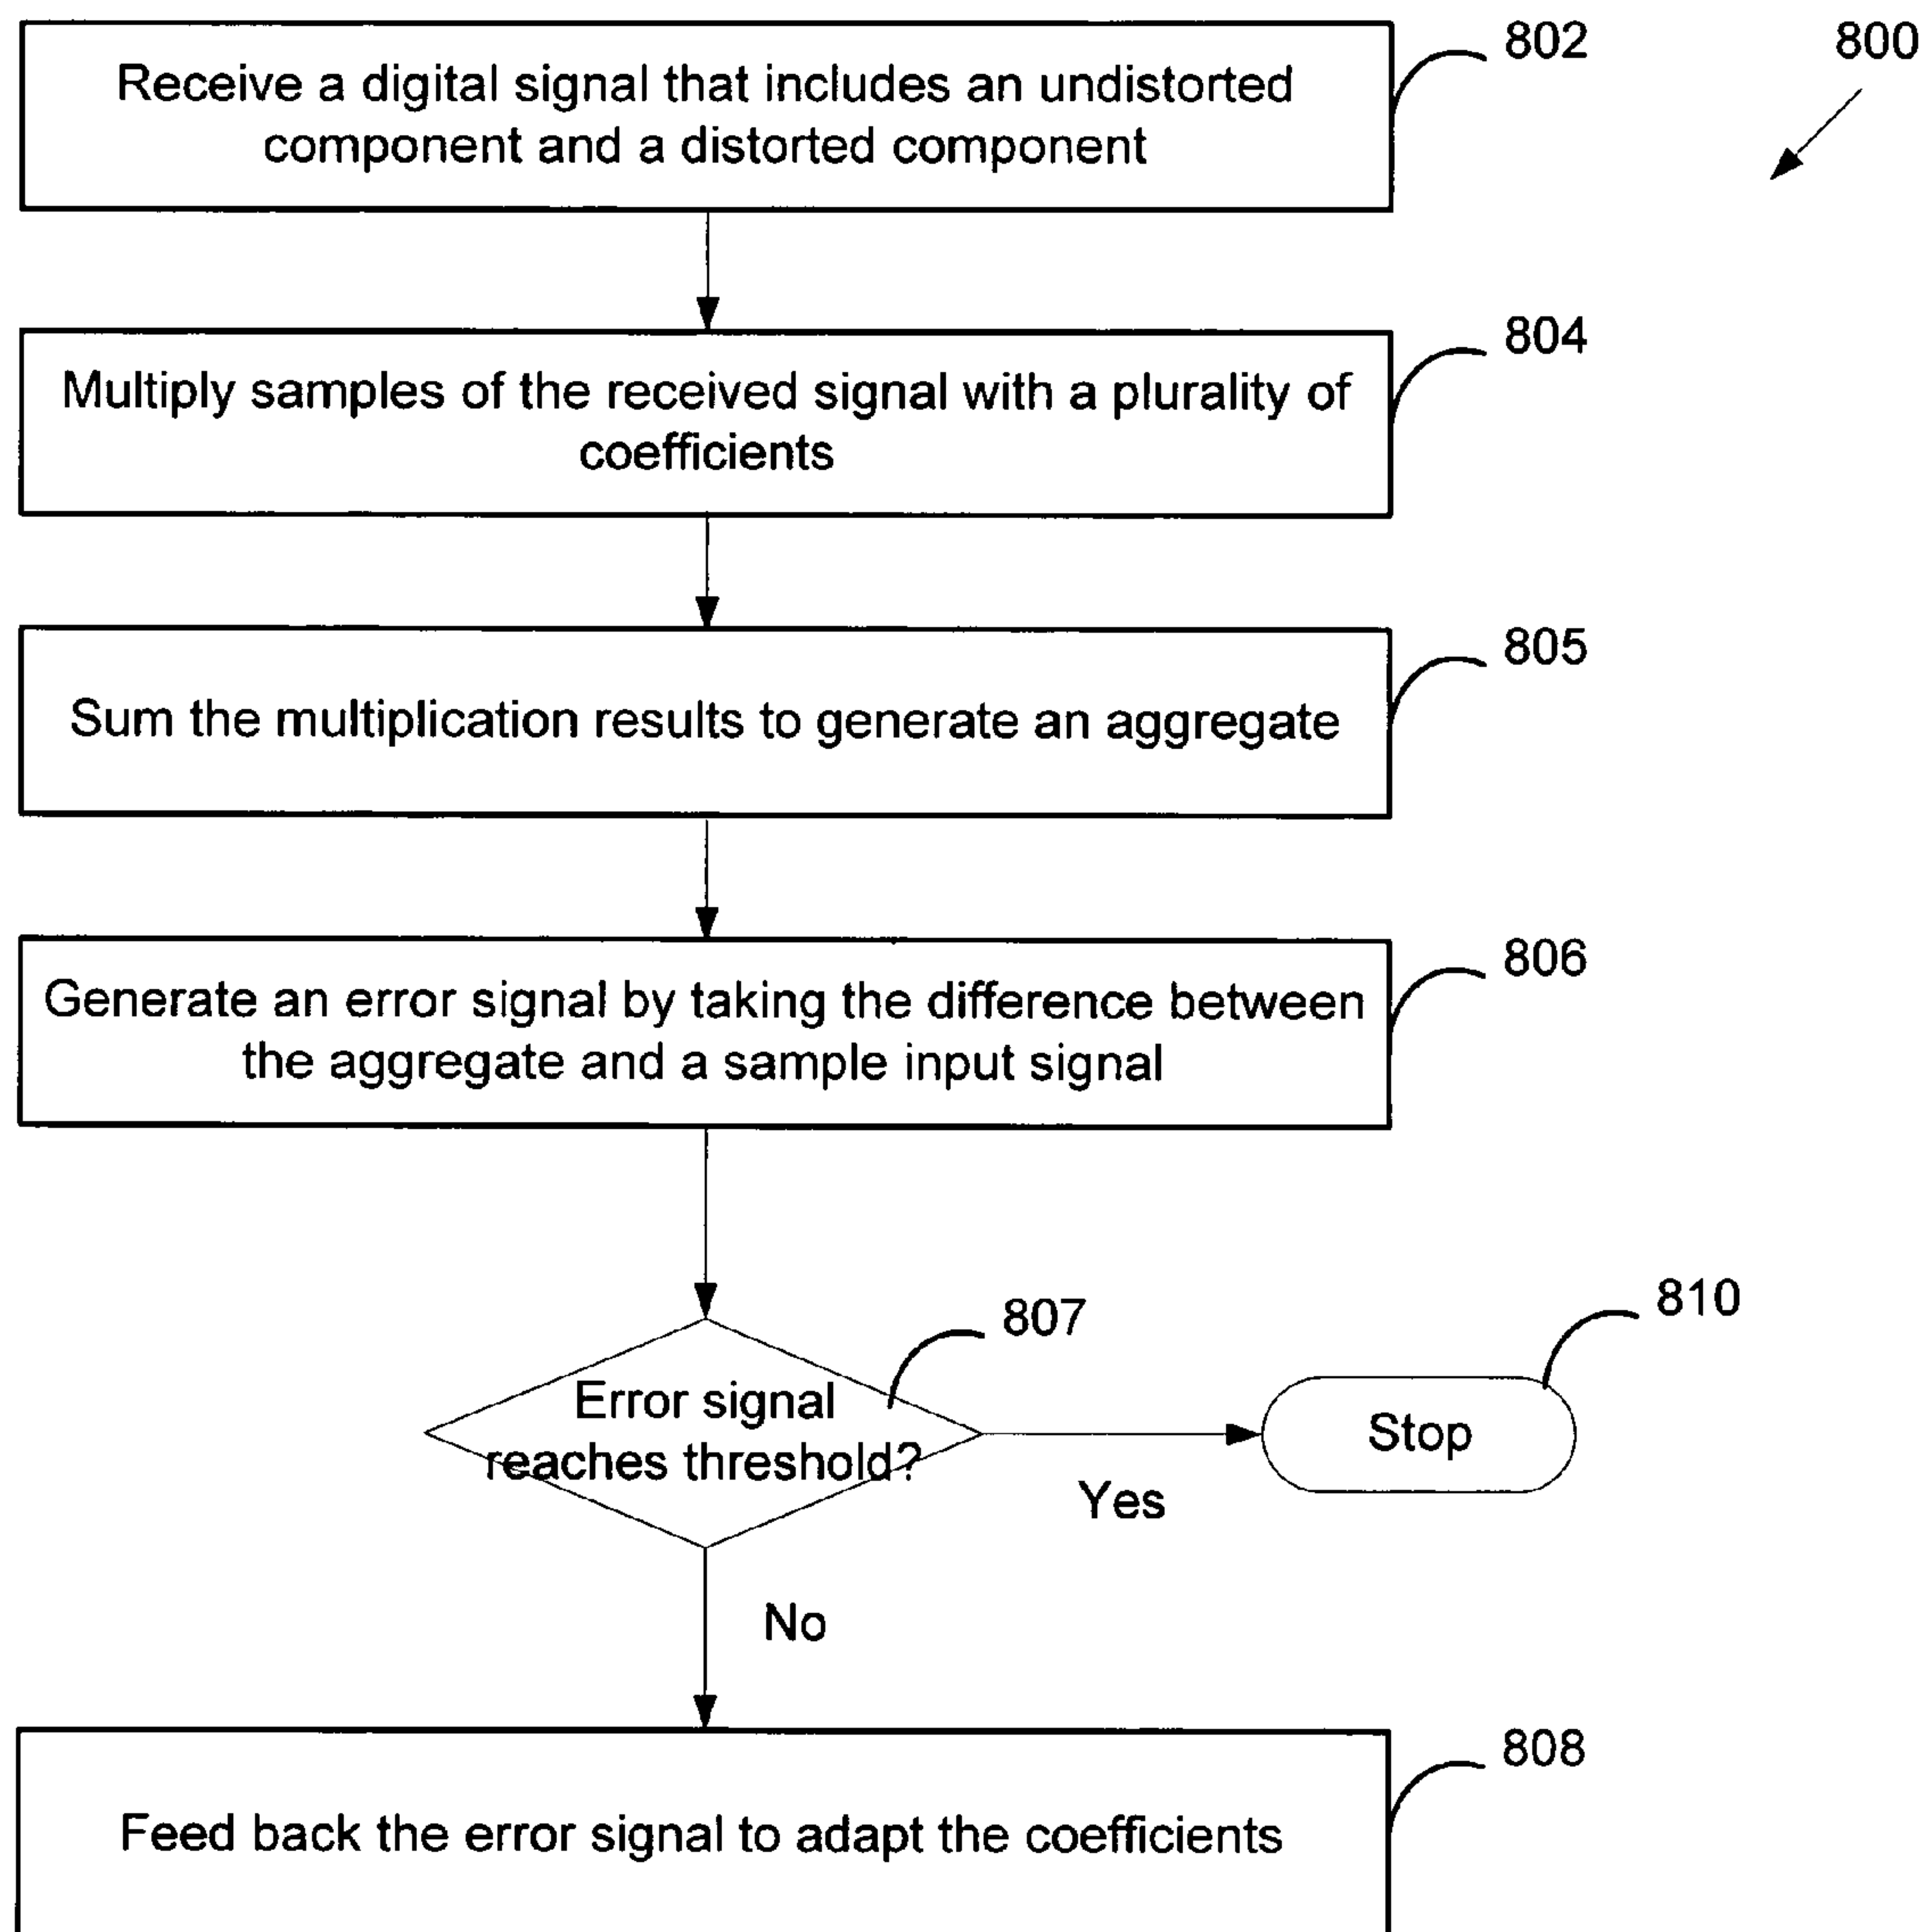 802
800
Receive a digital signal that includes an undistorted
component and a distorted component
804
Multiply samples of the received signal with a plurality of
coefficients
805
Sum the multiplication results to generate an aggregate
806
Generate an error signal by taking the difference between
the aggregate and a sample input signal
807
810
Error signal
reaches threshold?
Stop
Yes
No
808
Feed back the error signal to adapt the coefficients